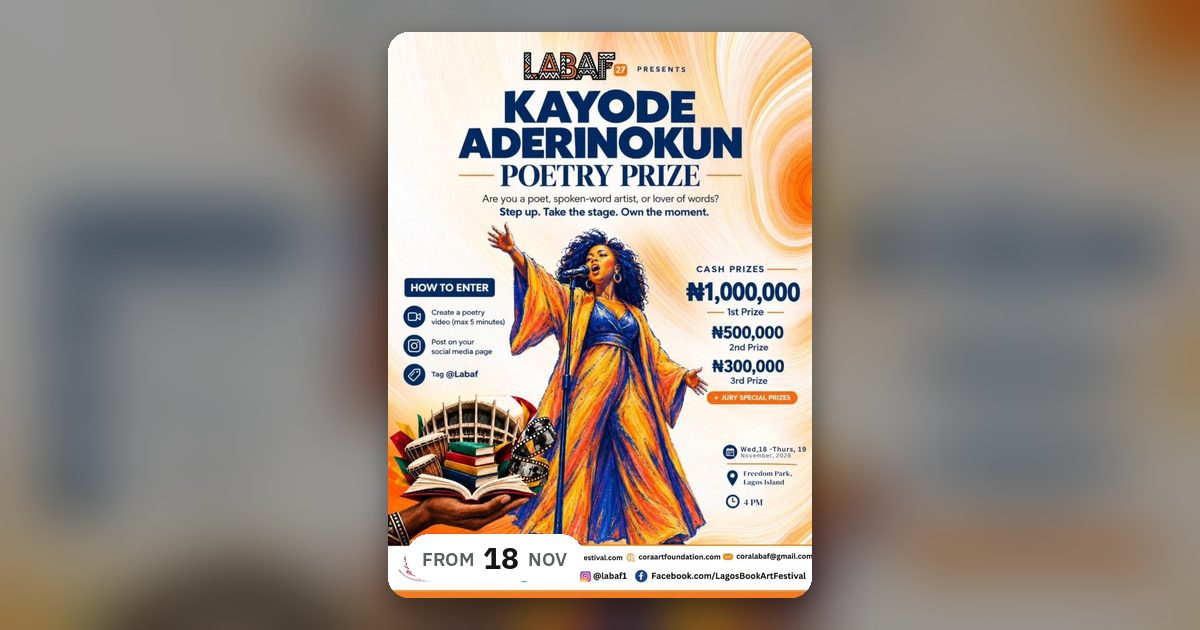 LABAF 27 PRESENTS
KAYODE
ADERINOKUN
POETRY PRIZE
Are you a poet, spoken-word artist, or lover of words?
Step up. Take the stage. Own the moment.
HOW TO ENTER
Create a poetry
video (max 5 minutes)
Post on your
social media page
Tag @Labaf
CASH PRIZES
₦1,000,000
1st Prize
₦500,000
2nd Prize
₦300,000
3rd Prize
+ JURY SPECIAL PRIZES
Wed,18 -Thurs, 19
November, 2026
Freedom Park,
Lagos Island
4 PM
estival.com coraartfoundation.com coralabaf@gmail.com
@labaf1 Facebook.com/LagosBookArtFestival
FROM 18 NOV